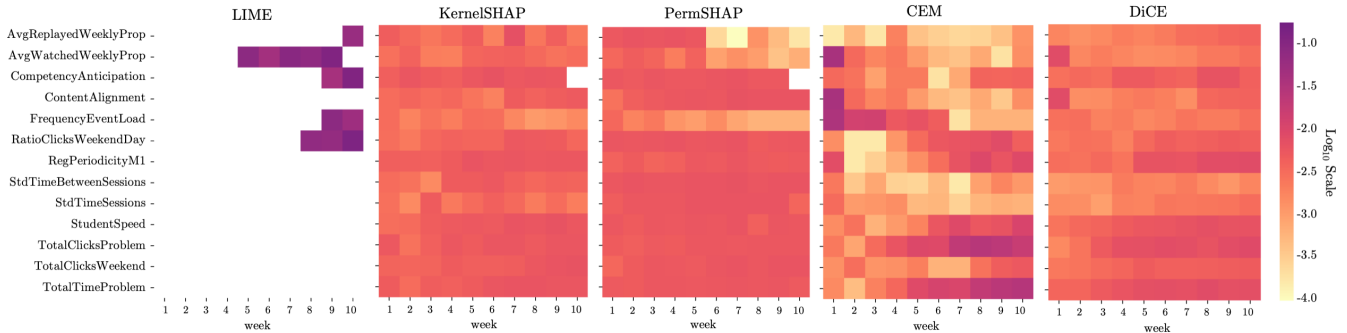 LIME KernelSHAP PermSHAP CEM DiCE
AvgReplayedWeeklyProp
AvgWatchedWeeklyProp
CompetencyAnticipation
ContentAlignment
FrequencyEventLoad
RatioClicksWeekendDay
RegPeriodicityM1
StdTimeBetweenSessions
StdTimeSessions
StudentSpeed
TotalClicksProblem
TotalClicksWeekend
TotalTimeProblem
1 2 3 4 5 6 7 8 9 10 1 2 3 4 5 6 7 8 9 10 1 2 3 4 5 6 7 8 9 10 1 2 3 4 5 6 7 8 9 10 1 2 3 4 5 6 7 8 9 10
week week week week week
-1.0
-1.5
-2.0
-2.5
-3.0
-3.5
-4.0
Log₁₀ Scale